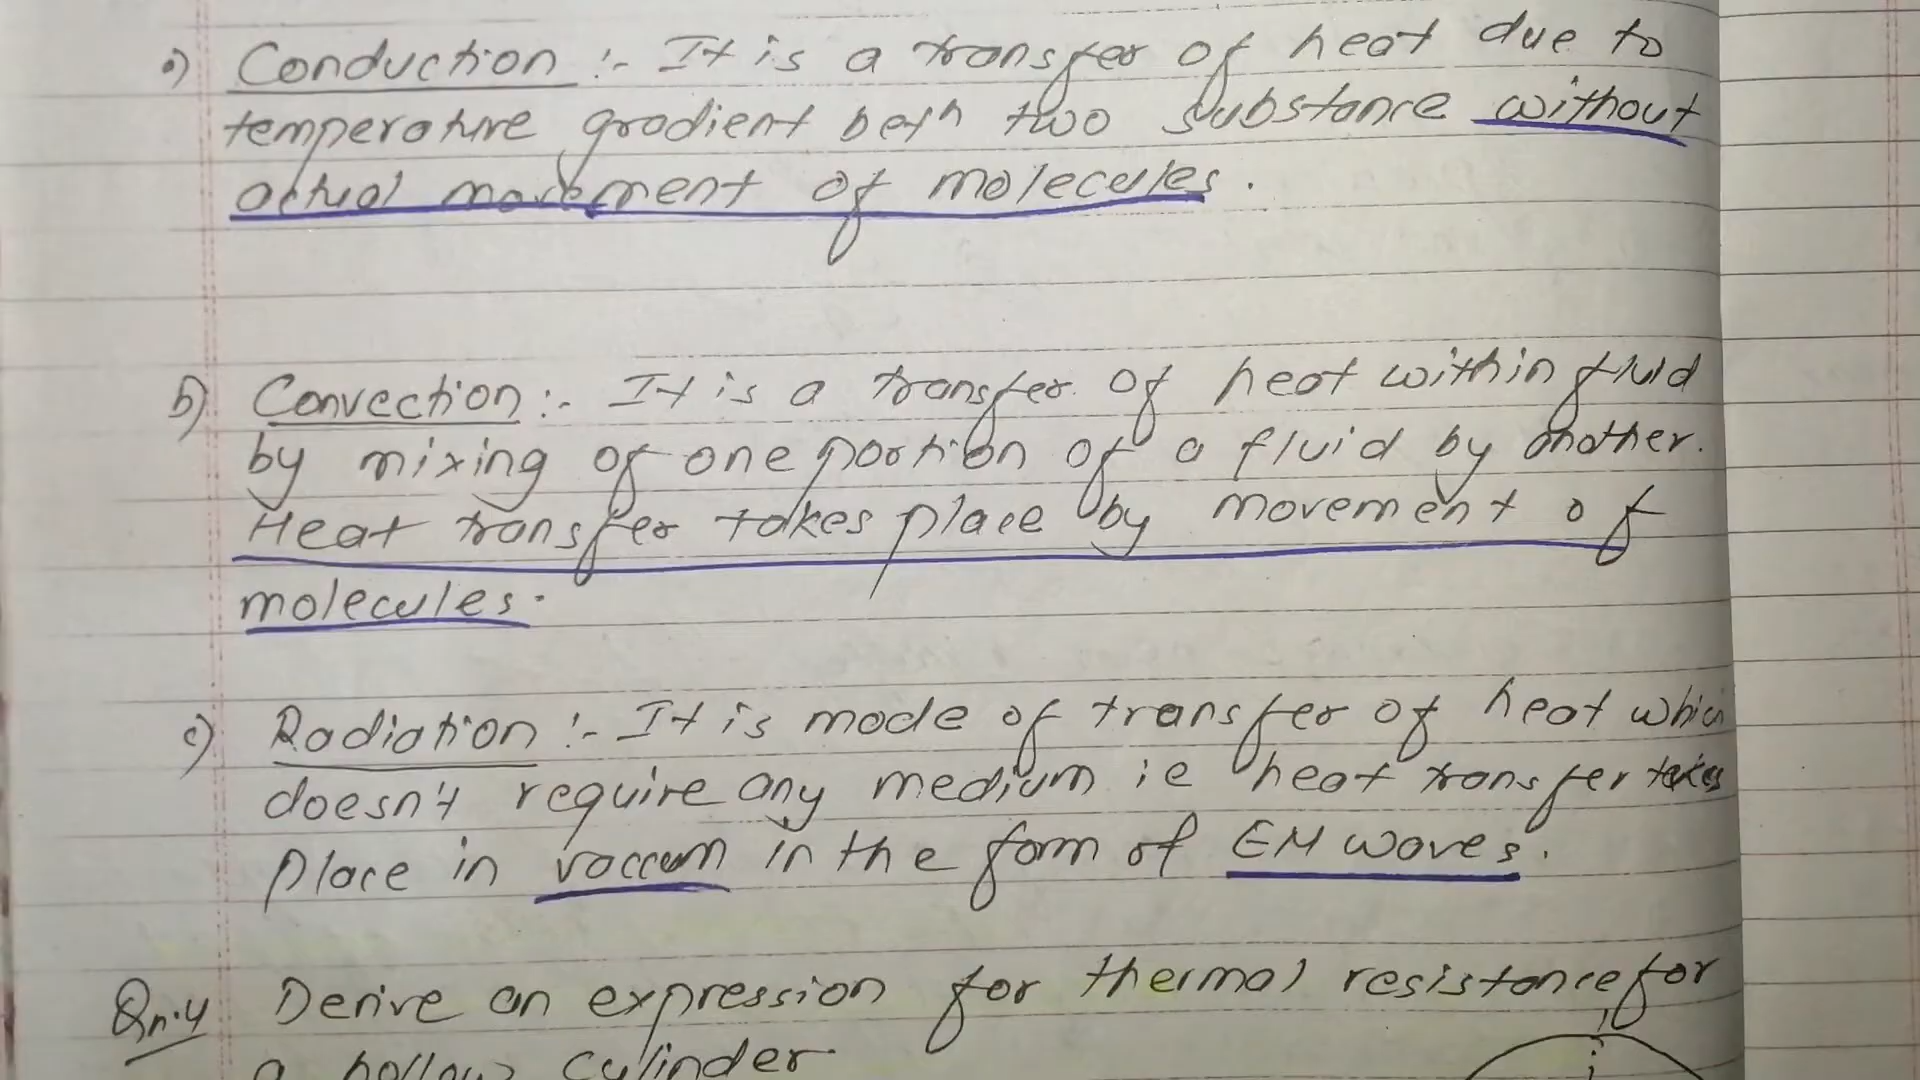 a) Conduction :- It is a transfer of heat due to
temperature gradient betn two substance without
actual movement of molecules.
b) Convection :- It is a transfer of heat within fluid
by mixing of one portion of a fluid by another.
Heat transfer takes place by movement of
molecules.
c) Radiation :- It is mode of transfer of heat which
doesn't require any medium ie heat transfer takes
place in vaccum in the form of EM waves.
Qn.4 Derive an expression for thermal resistance for
a hollow cylinder